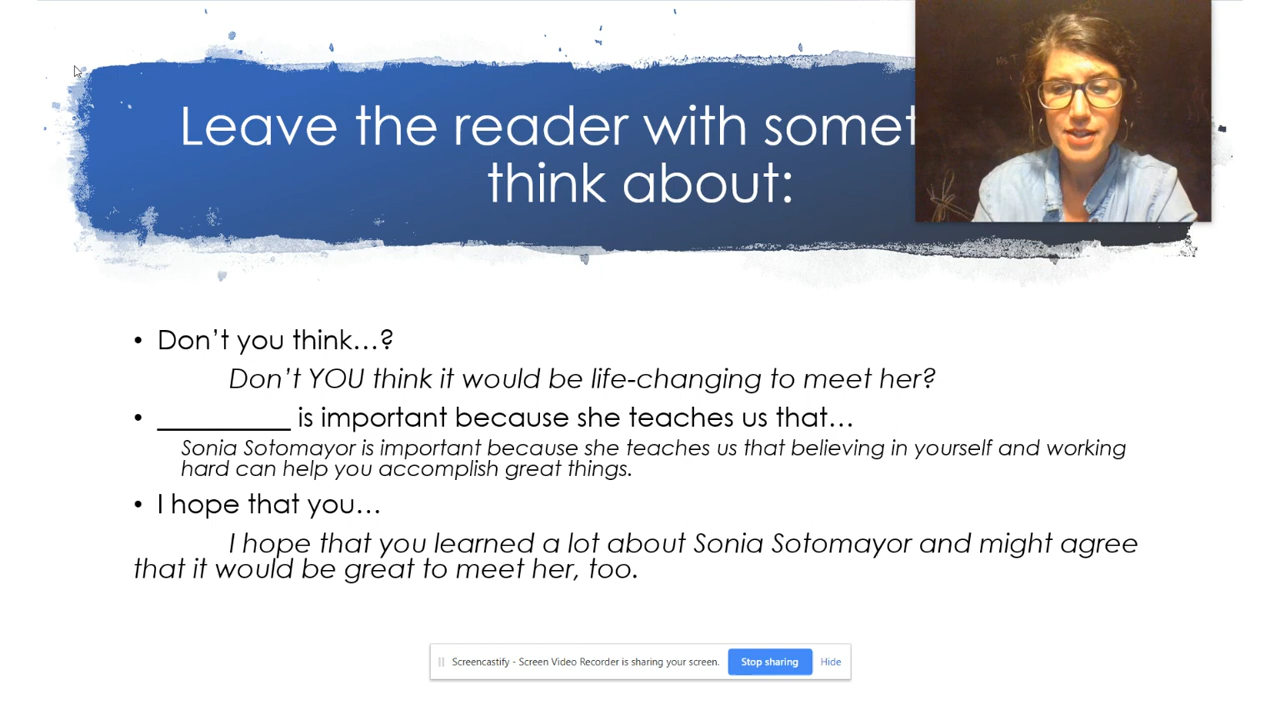 Leave the reader with somet
think about:
• Don't you think…?
Don't YOU think it would be life-changing to meet her?
• __________ is important because she teaches us that…
Sonia Sotomayor is important because she teaches us that believing in yourself and working
hard can help you accomplish great things.
• I hope that you…
I hope that you learned a lot about Sonia Sotomayor and might agree
that it would be great to meet her, too.
Screencastify - Screen Video Recorder is sharing your screen. Stop sharing Hide